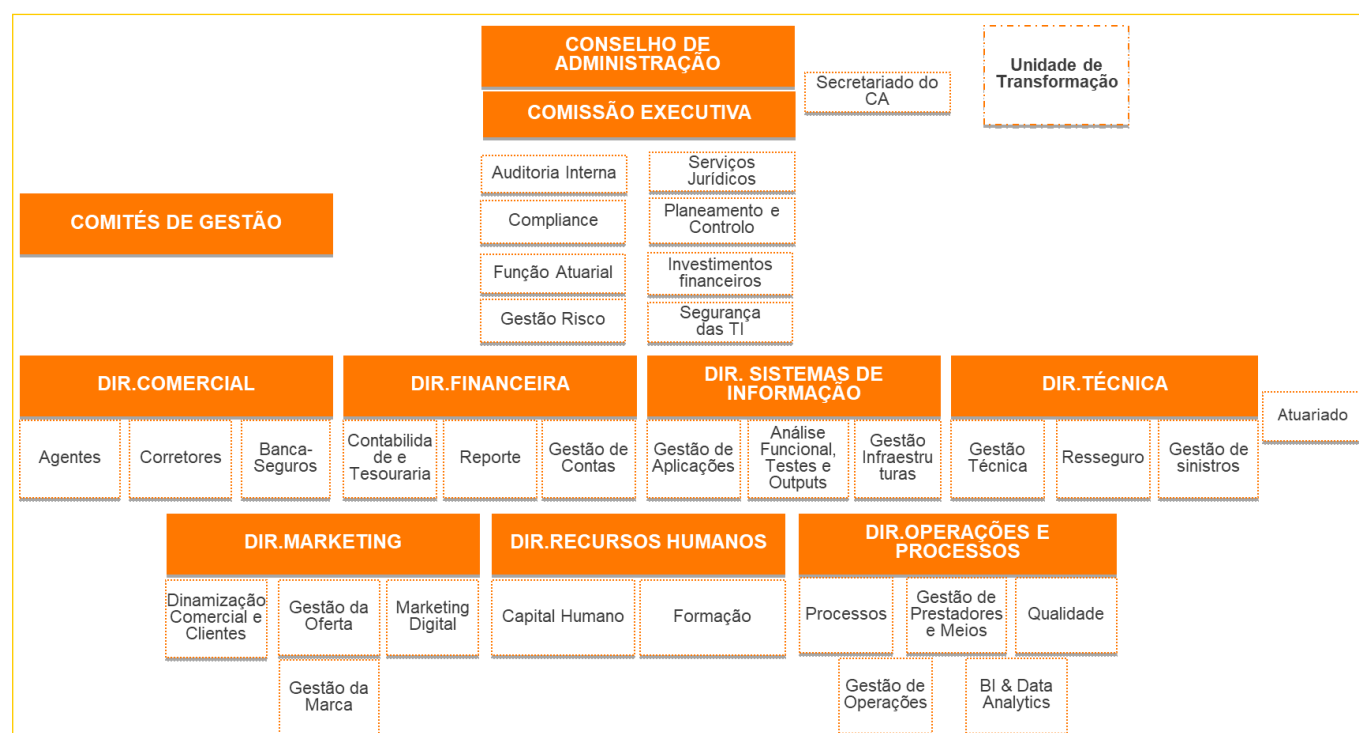 CONSELHO DE
ADMINISTRAÇÃO
COMISSÃO EXECUTIVA
Secretariado do
CA
Unidade de
Transformação
Auditoria Interna
Serviços
Jurídicos
COMITÉS DE GESTÃO
Compliance
Planeamento e
Controlo
Função Atuarial
Investimentos
financeiros
Gestão Risco
Segurança
das TI
DIR.COMERCIAL
DIR.FINANCEIRA
DIR. SISTEMAS DE
INFORMAÇÃO
DIR.TÉCNICA
Atuariado
Agentes
Corretores
Banca-
Seguros
Contabilida
de e
Tesouraria
Reporte
Gestão de
Contas
Gestão de
Aplicações
Análise
Funcional,
Testes e
Outputs
Gestão
Infraestru
turas
Gestão
Técnica
Resseguro
Gestão de
sinistros
DIR.MARKETING
DIR.RECURSOS HUMANOS
DIR.OPERAÇÕES E
PROCESSOS
Dinamização
Comercial e
Clientes
Gestão da
Oferta
Marketing
Digital
Capital Humano
Formação
Processos
Gestão de
Prestadores
e Meios
Qualidade
Gestão da
Marca
Gestão de
Operações
BI & Data
Analytics